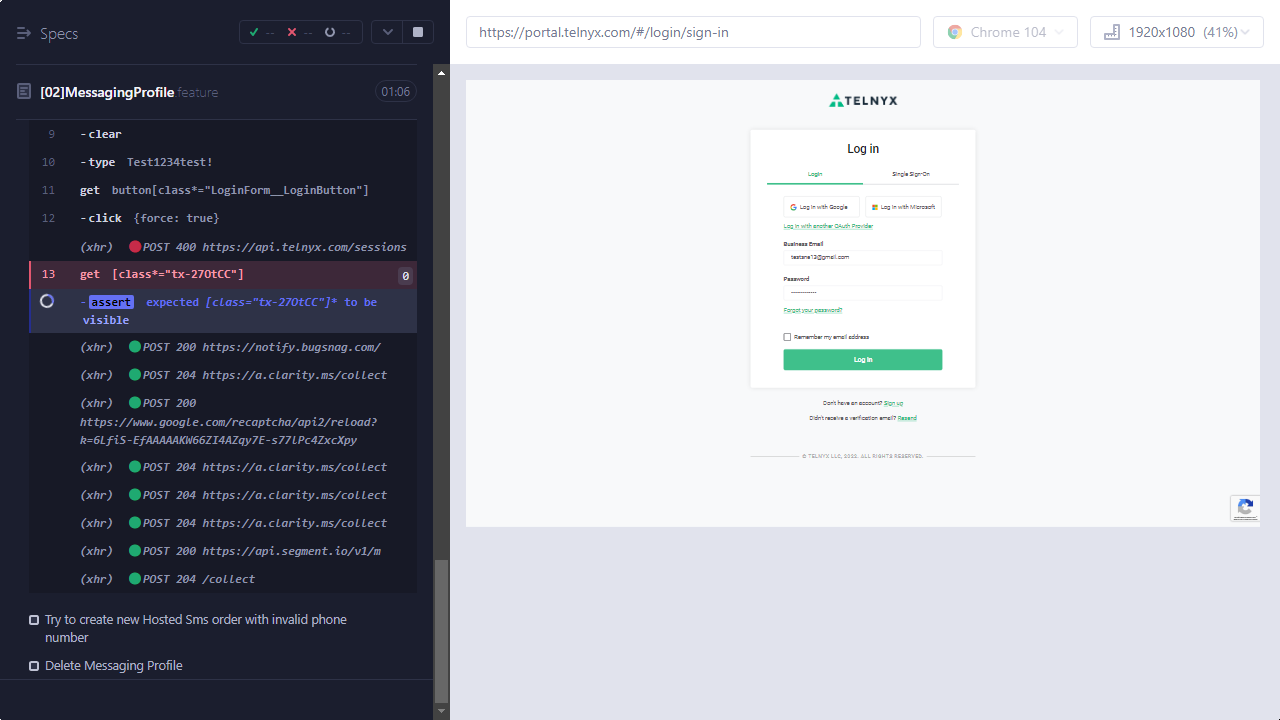 Specs
--
--
--
[02]MessagingProfile.feature
01:06
9 -clear
10 -type Test1234test!
11 get button[class*="LoginForm__LoginButton"]
12 -click {force: true}
(xhr) POST 400 https://api.telnyx.com/sessions
13 get [class*="tx-27OtCC"] 0
-assert expected [class="tx-27OtCC"]* to be
visible
(xhr) POST 200 https://notify.bugsnag.com/
(xhr) POST 204 https://a.clarity.ms/collect
(xhr) POST 200
https://www.google.com/recaptcha/api2/reload?
k=6LfiS-EfAAAAAKW66ZI4AZqy7E-s77lPc4ZxcXpy
(xhr) POST 204 https://a.clarity.ms/collect
(xhr) POST 204 https://a.clarity.ms/collect
(xhr) POST 204 https://a.clarity.ms/collect
(xhr) POST 200 https://api.segment.io/v1/m
(xhr) POST 204 /collect
Try to create new Hosted Sms order with invalid phone
number
Delete Messaging Profile
https://portal.telnyx.com/#/login/sign-in
Chrome 104
1920x1080 (41%)
TELNYX
Log in
Login
Single Sign-On
Log in with Google
Log in with Microsoft
Log in with another OAuth Provider
Business Email
testsne13@gmail.com
Password
Forgot your password?
Remember my email address
Log in
Don't have an account? Sign up
Didn't receive a verification email? Resend
© TELNYX LLC, 2022. ALL RIGHTS RESERVED.